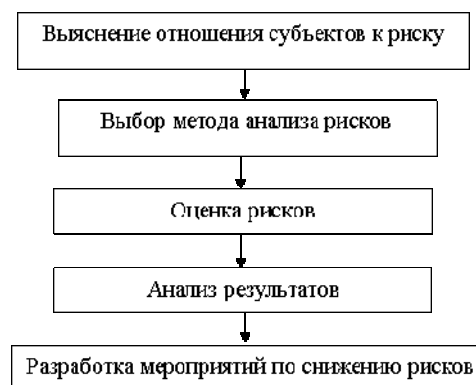 Выяснение отношения субъектов к риску
Выбор метода анализа рисков
Оценка рисков
Анализ результатов
Разработка мероприятий по снижению рисков